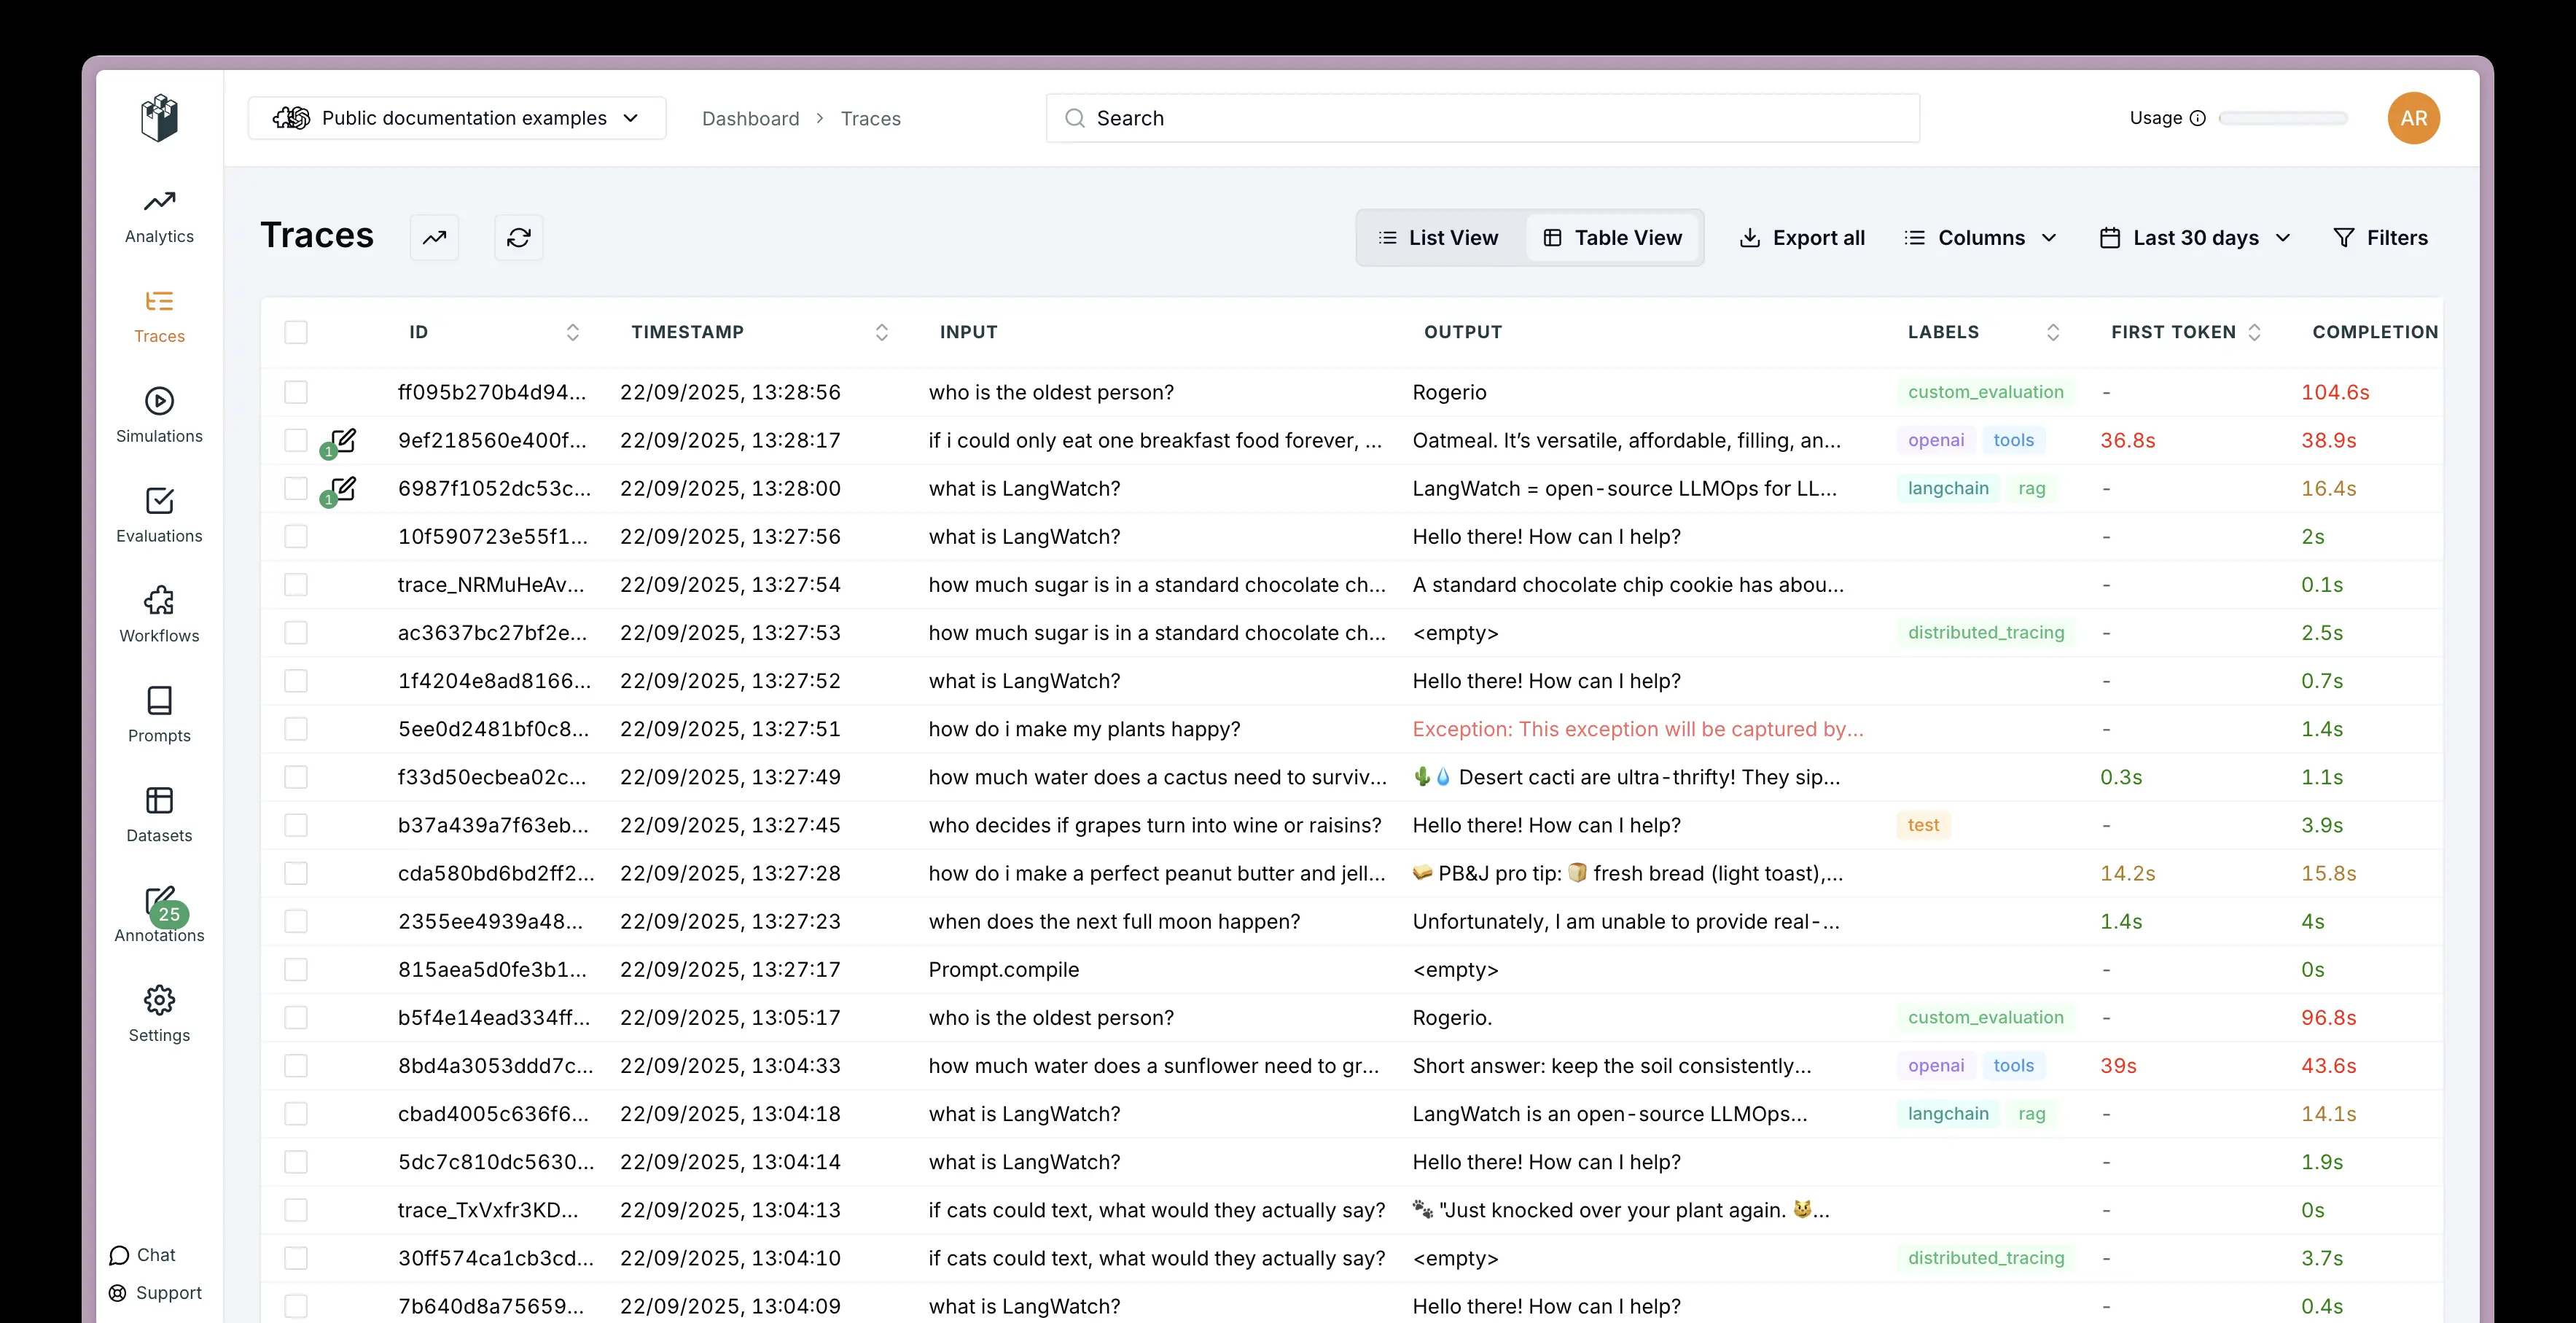 Public documentation examples
Dashboard > Traces
Search
Usage
AR
Analytics
Traces
Simulations
Evaluations
Workflows
Prompts
Datasets
25
Annotations
Settings
Chat
Support
Traces
List View Table View Export all Columns Last 30 days Filters
ID TIMESTAMP INPUT OUTPUT LABELS FIRST TOKEN COMPLETION
ff095b270b4d94... 22/09/2025, 13:28:56 who is the oldest person? Rogerio custom_evaluation - 104.6s
1 9ef218560e400f... 22/09/2025, 13:28:17 if i could only eat one breakfast food forever, ... Oatmeal. It’s versatile, affordable, filling, an... openai tools 36.8s 38.9s
1 6987f1052dc53c... 22/09/2025, 13:28:00 what is LangWatch? LangWatch = open-source LLMOps for LL... langchain rag - 16.4s
10f590723e55f1... 22/09/2025, 13:27:56 what is LangWatch? Hello there! How can I help? - 2s
trace_NRMuHeAv... 22/09/2025, 13:27:54 how much sugar is in a standard chocolate ch... A standard chocolate chip cookie has abou... - 0.1s
ac3637bc27bf2e... 22/09/2025, 13:27:53 how much sugar is in a standard chocolate ch... <empty> distributed_tracing - 2.5s
1f4204e8ad8166... 22/09/2025, 13:27:52 what is LangWatch? Hello there! How can I help? - 0.7s
5ee0d2481bf0c8... 22/09/2025, 13:27:51 how do i make my plants happy? Exception: This exception will be captured by... - 1.4s
f33d50ecbea02c... 22/09/2025, 13:27:49 how much water does a cactus need to surviv... 🌵💧 Desert cacti are ultra-thrifty! They sip... 0.3s 1.1s
b37a439a7f63eb... 22/09/2025, 13:27:45 who decides if grapes turn into wine or raisins? Hello there! How can I help? test - 3.9s
cda580bd6bd2ff2... 22/09/2025, 13:27:28 how do i make a perfect peanut butter and jell... 🥪 PB&J pro tip: 🍞 fresh bread (light toast),... 14.2s 15.8s
2355ee4939a48... 22/09/2025, 13:27:23 when does the next full moon happen? Unfortunately, I am unable to provide real-... 1.4s 4s
815aea5d0fe3b1... 22/09/2025, 13:27:17 Prompt.compile <empty> - 0s
b5f4e14ead334ff... 22/09/2025, 13:05:17 who is the oldest person? Rogerio. custom_evaluation - 96.8s
8bd4a3053ddd7c... 22/09/2025, 13:04:33 how much water does a sunflower need to gr... Short answer: keep the soil consistently... openai tools 39s 43.6s
cbad4005c636f6... 22/09/2025, 13:04:18 what is LangWatch? LangWatch is an open-source LLMOps... langchain rag - 14.1s
5dc7c810dc5630... 22/09/2025, 13:04:14 what is LangWatch? Hello there! How can I help? - 1.9s
trace_TxVxfr3KD... 22/09/2025, 13:04:13 if cats could text, what would they actually say? 🐾 "Just knocked over your plant again. 😼... - 0s
30ff574ca1cb3cd... 22/09/2025, 13:04:10 if cats could text, what would they actually say? <empty> distributed_tracing - 3.7s
7b640d8a75659... 22/09/2025, 13:04:09 what is LangWatch? Hello there! How can I help? - 0.4s